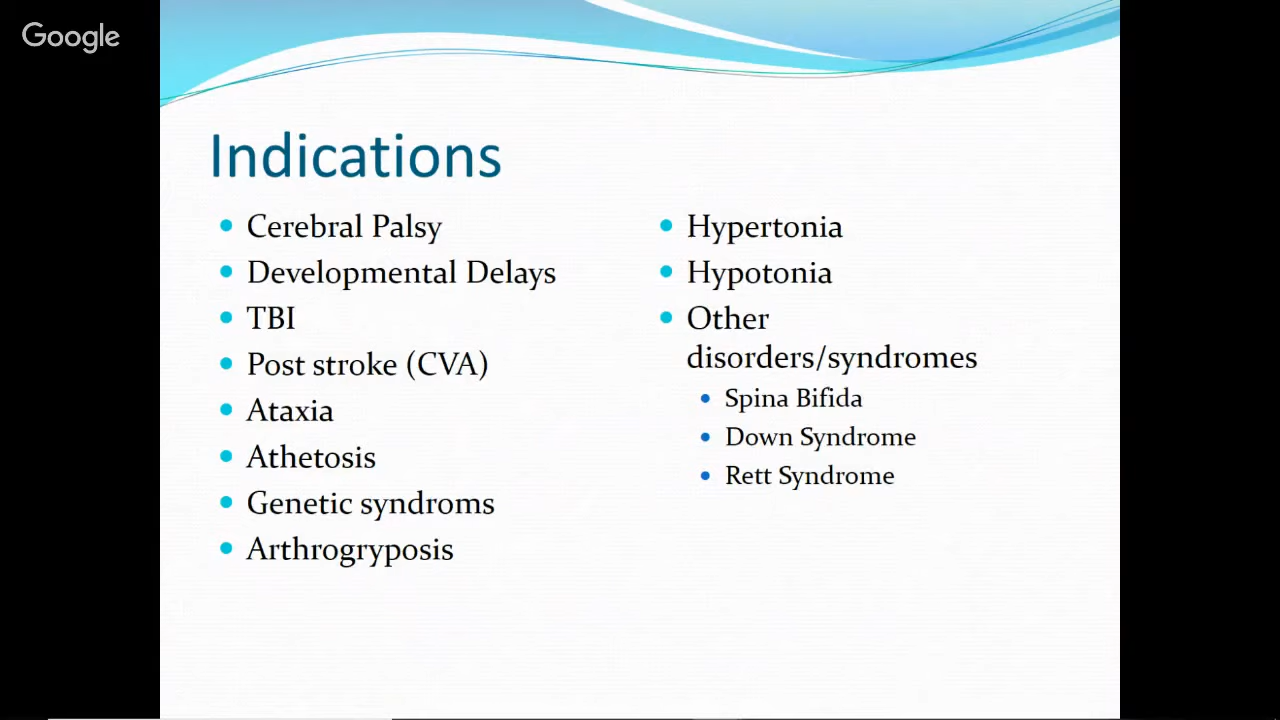 Google
Indications
Cerebral Palsy
Developmental Delays
TBI
Post stroke (CVA)
Ataxia
Athetosis
Genetic syndroms
Arthrogryposis
Hypertonia
Hypotonia
Other
disorders/syndromes
Spina Bifida
Down Syndrome
Rett Syndrome